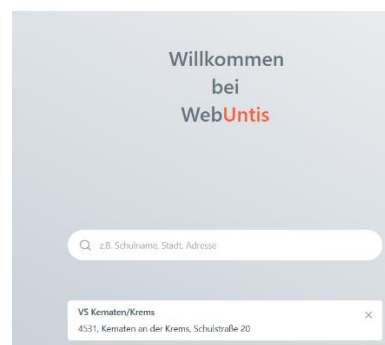 Willkommen
bei
WebUntis
z.B. Schulname, Stadt, Adresse
VS Kematen/Krems
4531, Kematen an der Krems, Schulstraße 20